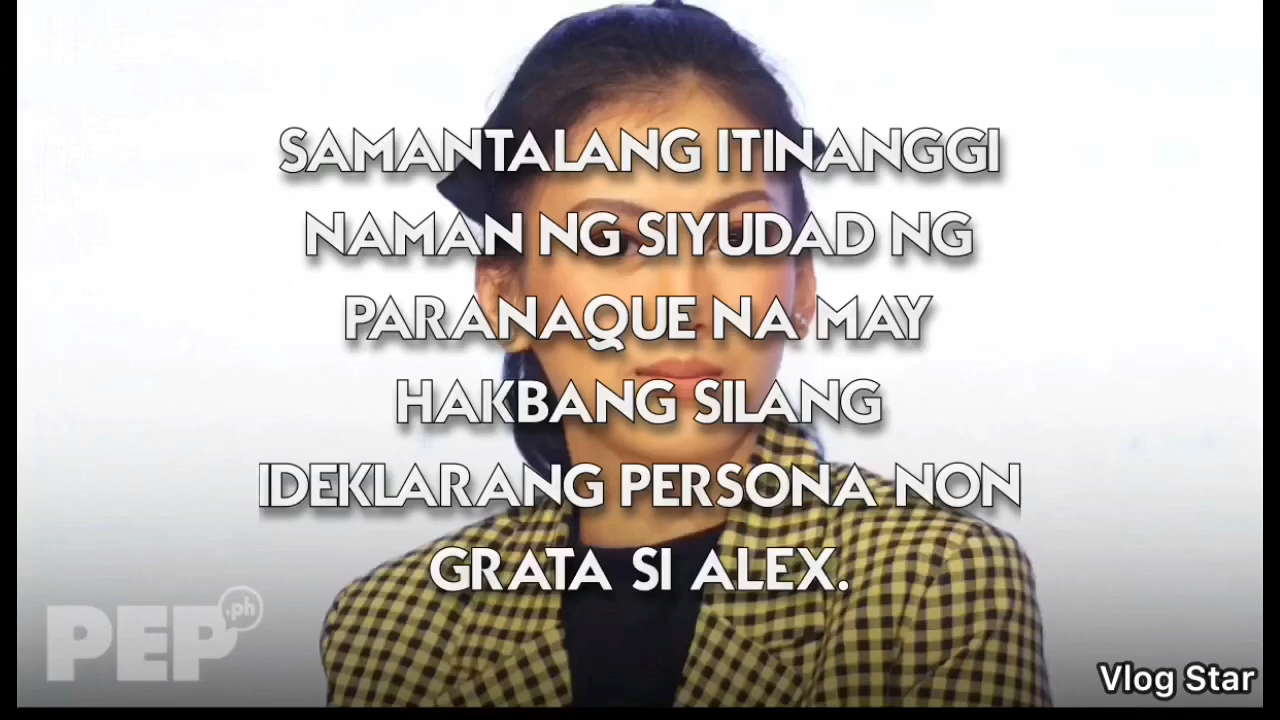 SAMANTALANG ITINANGGI
NAMAN NG SIYUDAD NG
PARANAQUE NA MAY
HAKBANG SILANG
IDEKLARANG PERSONA NON
GRATA SI ALEX.
PEP.ph
Vlog Star